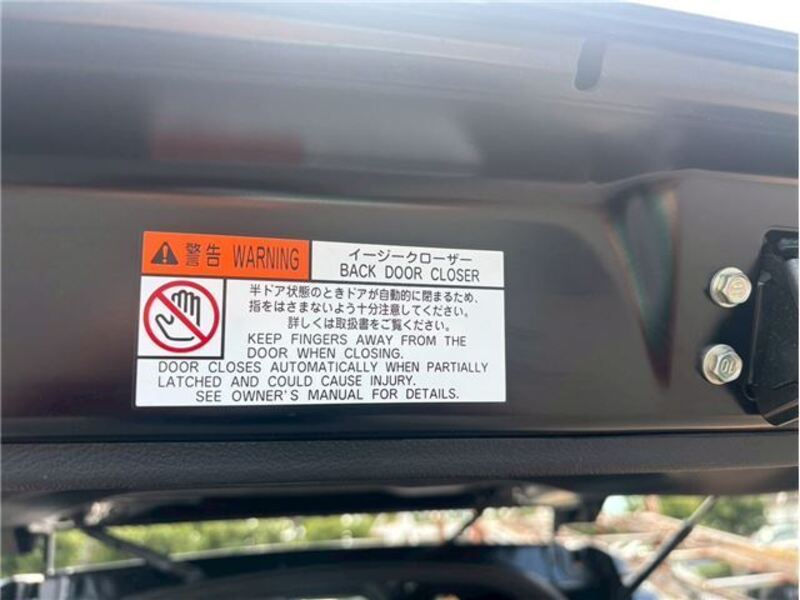 警告 WARNING
イージークローザー
BACK DOOR CLOSER
半ドア状態のときドアが自動的に閉まるため、
指をはさまないよう十分注意してください。
詳しくは取扱書をご覧ください。
KEEP FINGERS AWAY FROM THE
DOOR WHEN CLOSING.
DOOR CLOSES AUTOMATICALLY WHEN PARTIALLY
LATCHED AND COULD CAUSE INJURY.
SEE OWNER'S MANUAL FOR DETAILS.